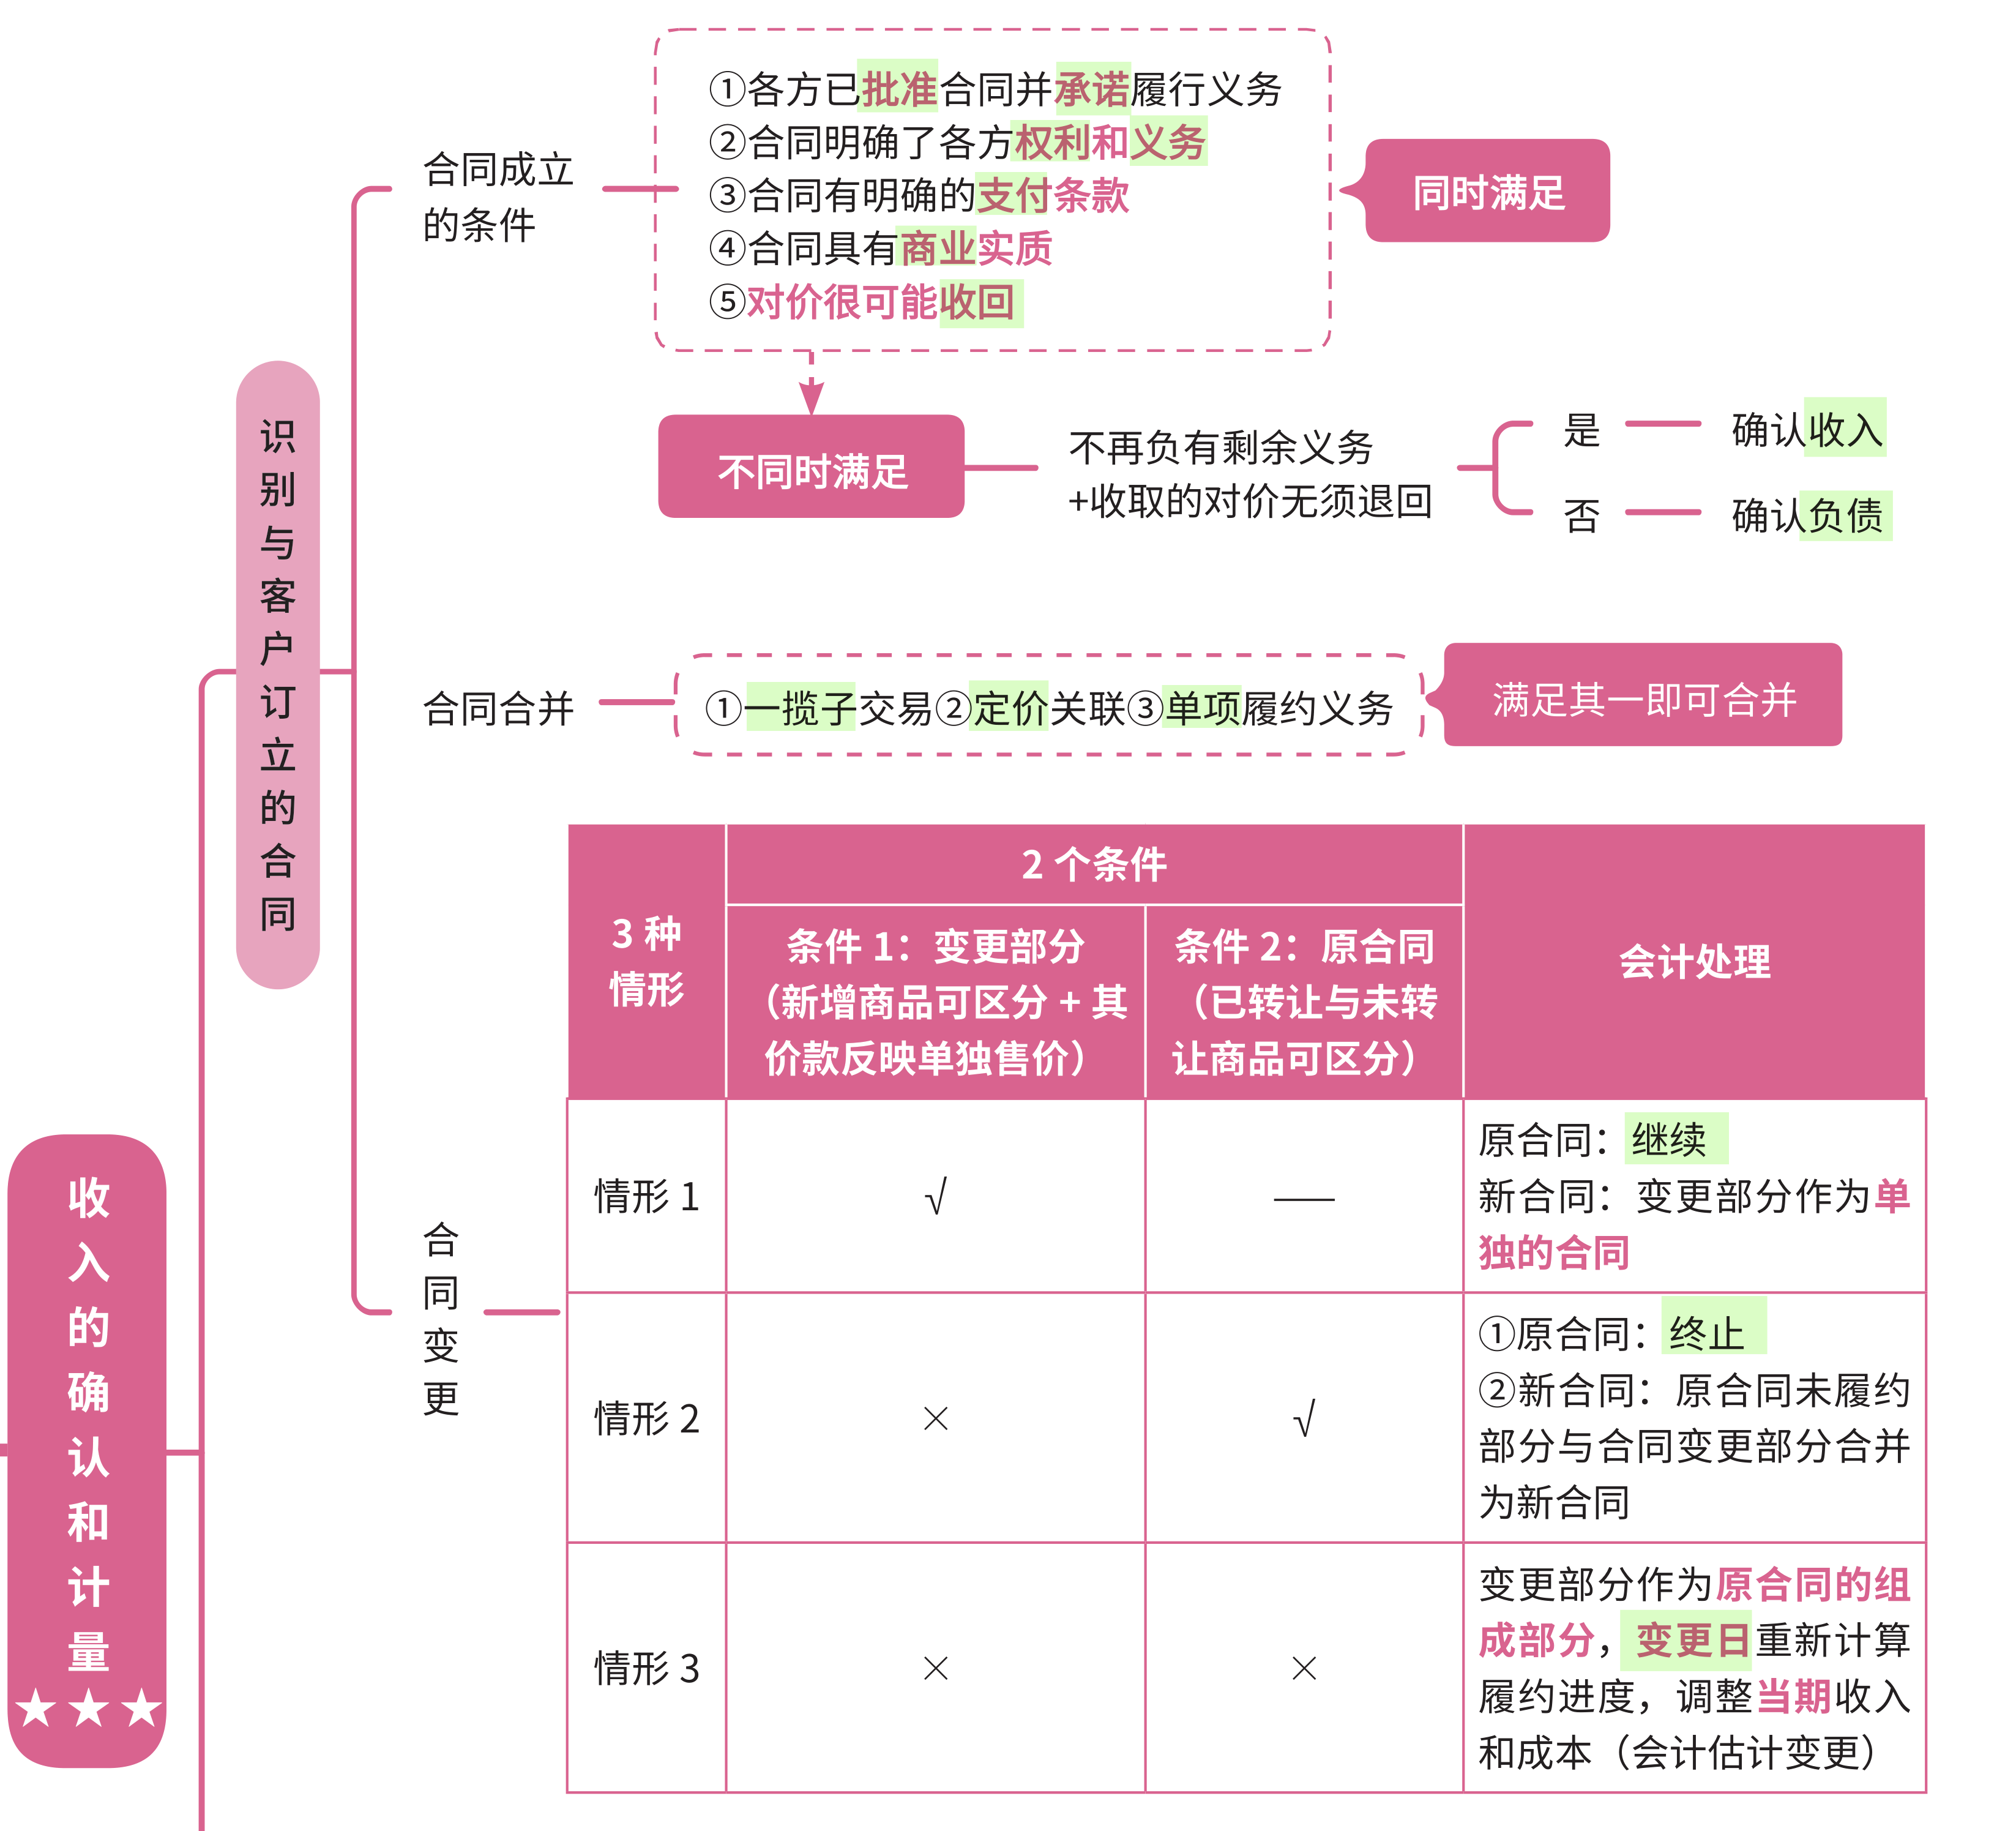 收入的确认和计量
★★★
识别与客户订立的合同
合同成立
的条件
①各方已批准合同并承诺履行义务
②合同明确了各方权利和义务
③合同有明确的支付条款
④合同具有商业实质
⑤对价很可能收回
同时满足
不同时满足
不再负有剩余义务
+收取的对价无须退回
是
确认收入
否
确认负债
合同合并
①一揽子交易②定价关联③单项履约义务
满足其一即可合并
合同变更
3 种
情形
2 个条件
条件 1：变更部分
（新增商品可区分 + 其
价款反映单独售价）
条件 2：原合同
（已转让与未转
让商品可区分）
会计处理
情形 1
√
——
原合同：继续
新合同：变更部分作为单
独的合同
情形 2
×
√
①原合同：终止
②新合同：原合同未履约
部分与合同变更部分合并
为新合同
情形 3
×
×
变更部分作为原合同的组
成部分，变更日重新计算
履约进度，调整当期收入
和成本（会计估计变更）